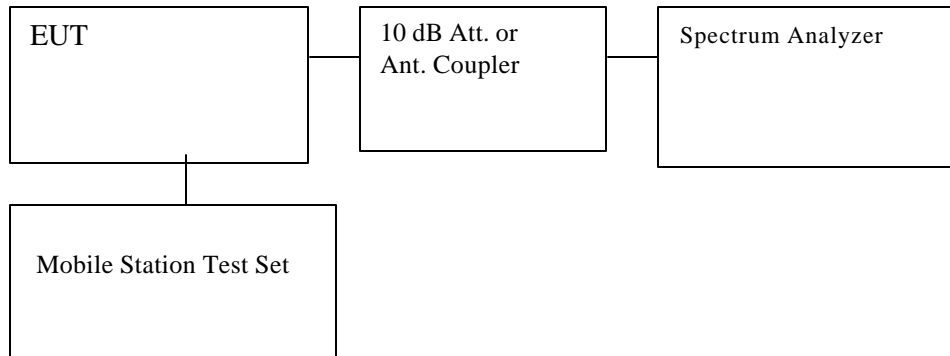 EUT
10 dB Att. or
Ant. Coupler
Spectrum Analyzer
Mobile Station Test Set